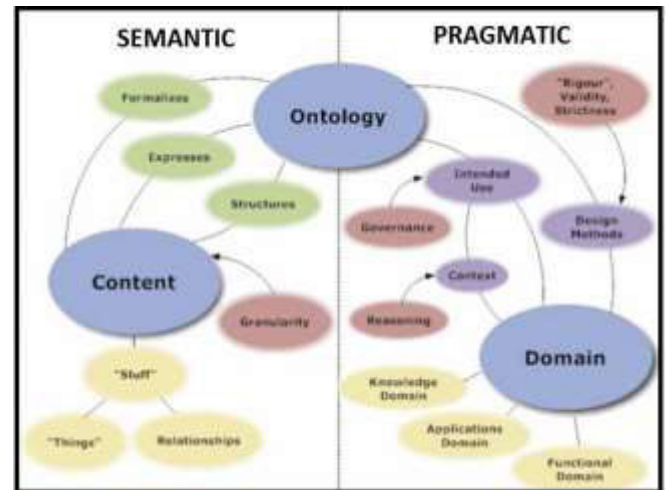 SEMANTIC
PRAGMATIC
Formalizes
Ontology
"Rigour",
Validity,
Strictness
Expresses
Intended
Use
Structures
Governance
Design
Methods
Content
Context
Granularity
Reasoning
Domain
"Stuff"
Knowledge
Domain
"Things"
Relationships
Applications
Domain
Functional
Domain